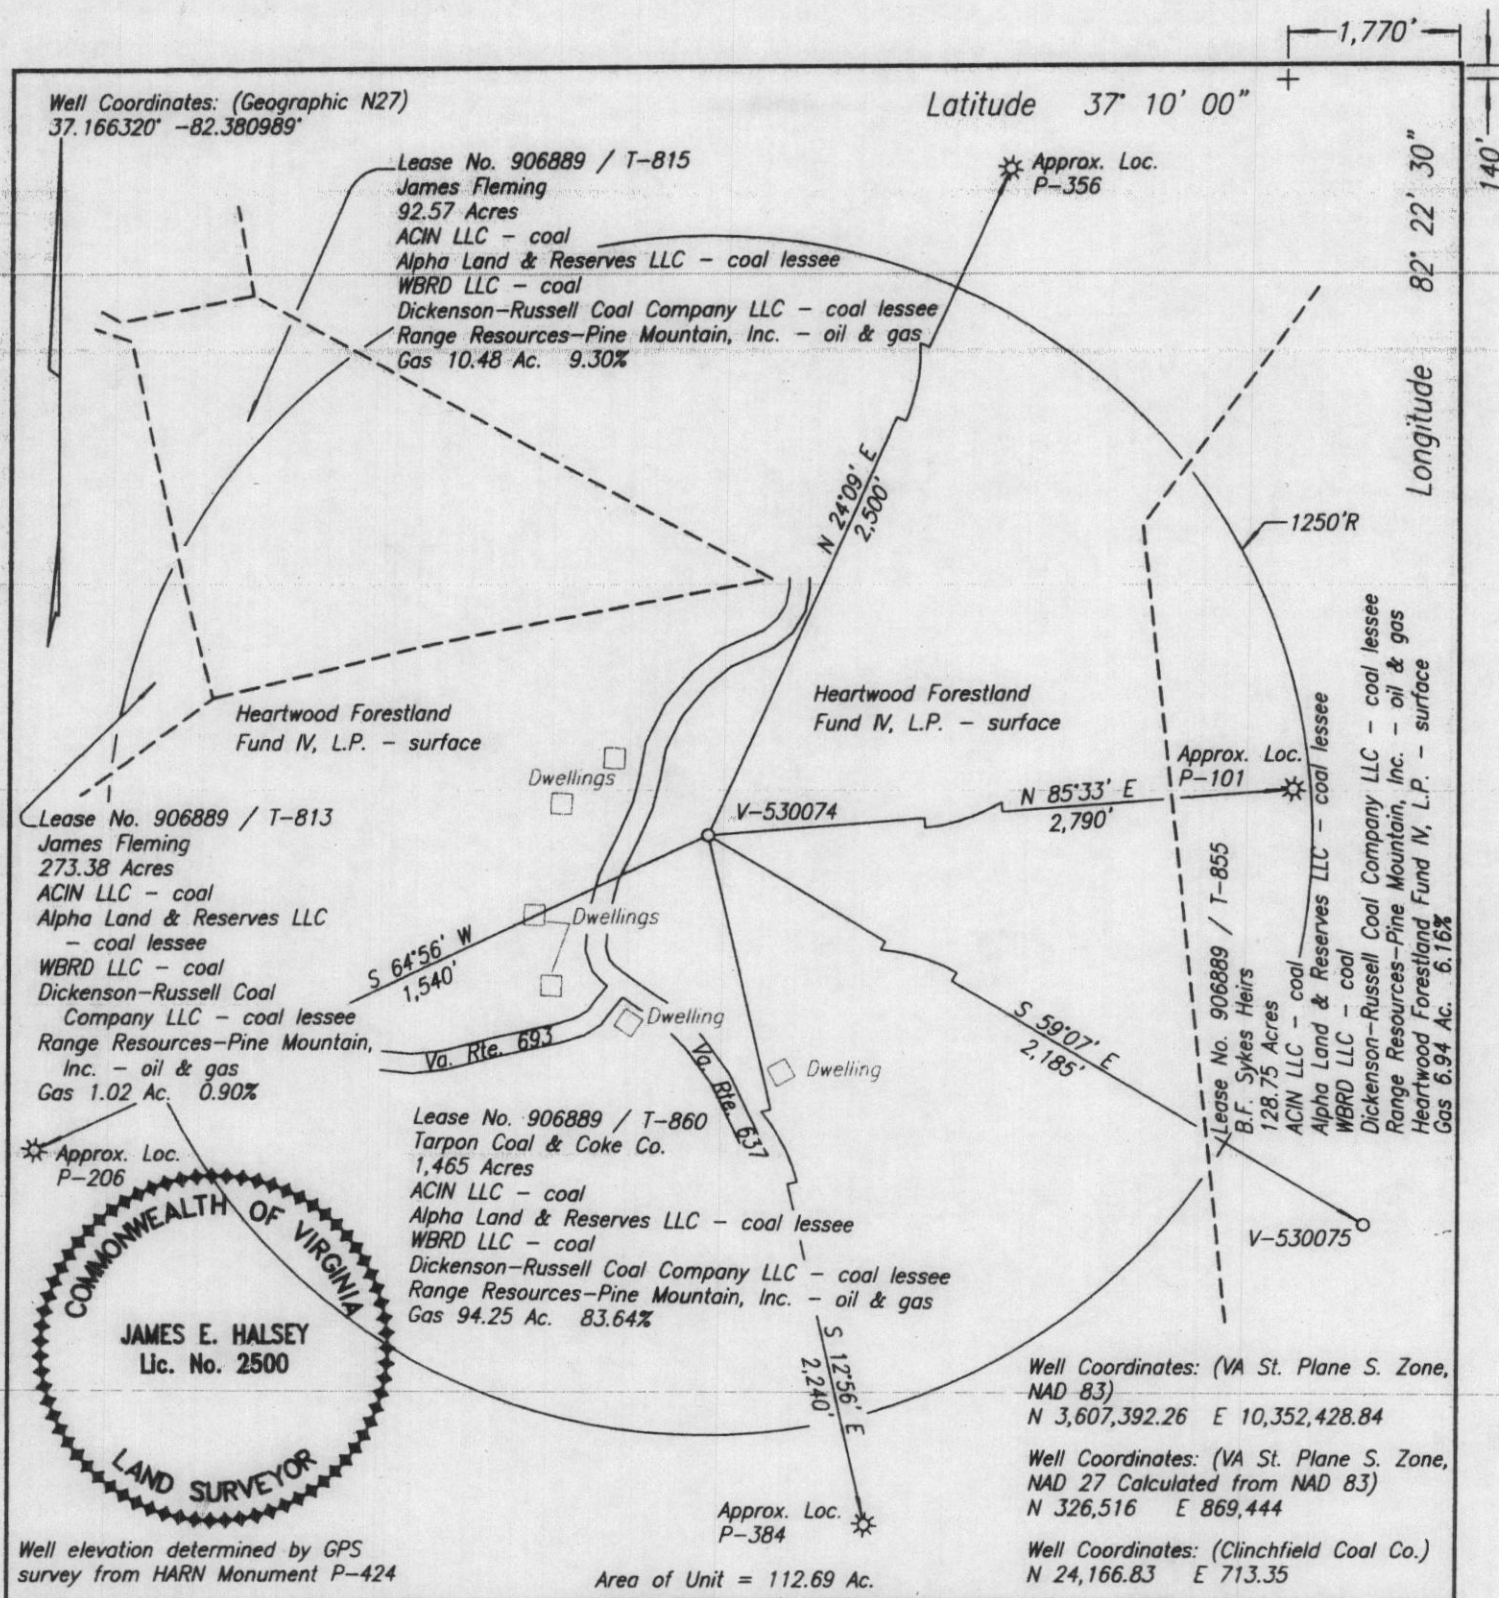 1,770'
140'
Well Coordinates: (Geographic N27)
37.166320° -82.380989°
Latitude 37° 10' 00"
Longitude 82° 22' 30"
Lease No. 906889 / T-815
James Fleming
92.57 Acres
ACIN LLC - coal
Alpha Land & Reserves LLC - coal lessee
WBRD LLC - coal
Dickenson-Russell Coal Company LLC - coal lessee
Range Resources-Pine Mountain, Inc. - oil & gas
Gas 10.48 Ac. 9.30%
Approx. Loc.
P-356
N 24°09' E
2,500'
1250'R
Heartwood Forestland
Fund IV, L.P. - surface
Heartwood Forestland
Fund IV, L.P. - surface
Dwellings
V-530074
N 85°33' E
2,790'
Approx. Loc.
P-101
Lease No. 906889 / T-813
James Fleming
273.38 Acres
ACIN LLC - coal
Alpha Land & Reserves LLC
- coal lessee
WBRD LLC - coal
Dickenson-Russell Coal
Company LLC - coal lessee
Range Resources-Pine Mountain,
Inc. - oil & gas
Gas 1.02 Ac. 0.90%
S 64°56' W
1,540'
Dwellings
Dwelling
Dwelling
Va. Rte. 693
Va. Rte. 637
S 59°07' E
2,185'
Lease No. 906889 / T-855
B.F. Sykes Heirs
128.75 Acres
ACIN LLC - coal
Alpha Land & Reserves LLC - coal lessee
WBRD LLC - coal
Dickenson-Russell Coal Company LLC - coal lessee
Range Resources-Pine Mountain, Inc. - oil & gas
Heartwood Forestland Fund IV, L.P. - surface
Gas 6.94 Ac. 6.16%
V-530075
Approx. Loc.
P-206
Lease No. 906889 / T-860
Tarpon Coal & Coke Co.
1,465 Acres
ACIN LLC - coal
Alpha Land & Reserves LLC - coal lessee
WBRD LLC - coal
Dickenson-Russell Coal Company LLC - coal lessee
Range Resources-Pine Mountain, Inc. - oil & gas
Gas 94.25 Ac. 83.64%
COMMONWEALTH OF VIRGINIA
JAMES E. HALSEY
Lic. No. 2500
LAND SURVEYOR
S 12°56' E
2,240'
Approx. Loc.
P-384
Well Coordinates: (VA St. Plane S. Zone,
NAD 83)
N 3,607,392.26 E 10,352,428.84
Well Coordinates: (VA St. Plane S. Zone,
NAD 27 Calculated from NAD 83)
N 326,516 E 869,444
Well Coordinates: (Clinchfield Coal Co.)
N 24,166.83 E 713.35
Well elevation determined by GPS
survey from HARN Monument P-424
Area of Unit = 112.69 Ac.